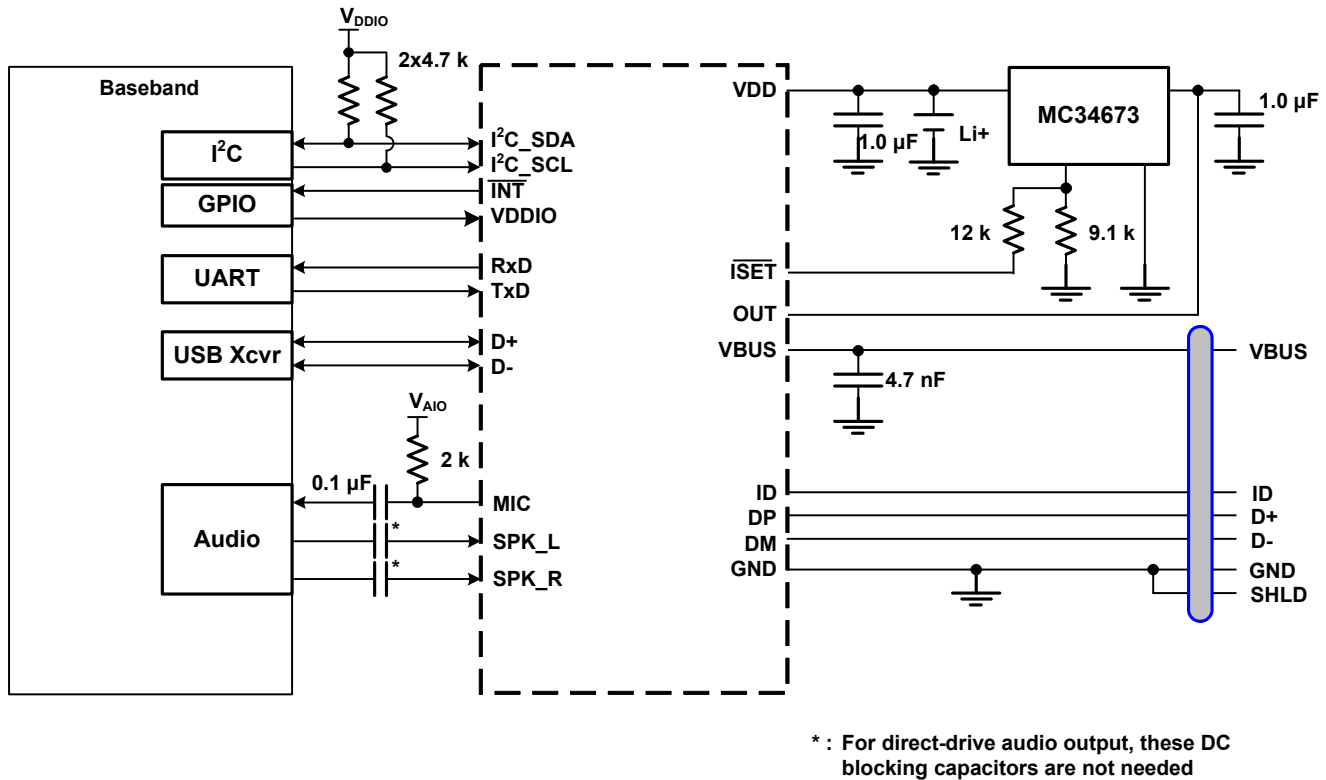 V_DDIO
2x4.7 k
Baseband
I²C
I²C_SDA
I²C_SCL
GPIO
INT
VDDIO
UART
RxD
TxD
USB Xcvr
D+
D-
V_AIO
2 k
0.1 µF
Audio
MIC
*
SPK_L
*
SPK_R
VDD
1.0 µF
Li+
MC34673
1.0 µF
12 k
9.1 k
ISET
OUT
VBUS
4.7 nF
VBUS
ID
ID
DP
D+
DM
D-
GND
GND
SHLD
* : For direct-drive audio output, these DC
blocking capacitors are not needed